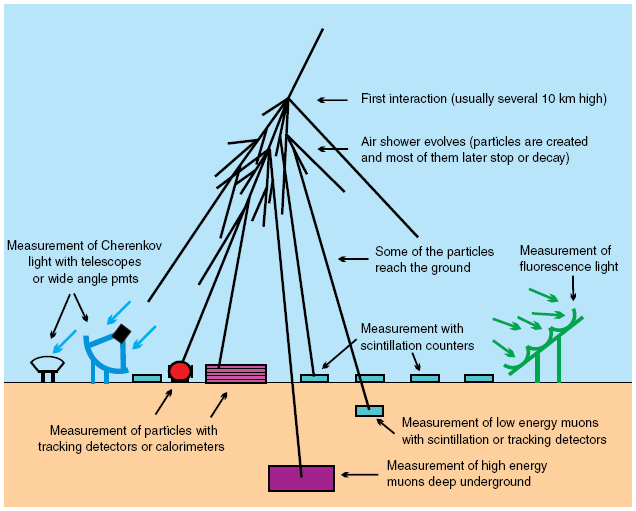 First interaction (usually several 10 km high)
Air shower evolves (particles are created
and most of them later stop or decay)
Measurement of Cherenkov
light with telescopes
or wide angle pmts
Some of the particles
reach the ground
Measurement of
fluorescence light
Measurement with
scintillation counters
Measurement of particles with
tracking detectors or calorimeters
Measurement of low energy muons
with scintillation or tracking detectors
Measurement of high energy
muons deep underground